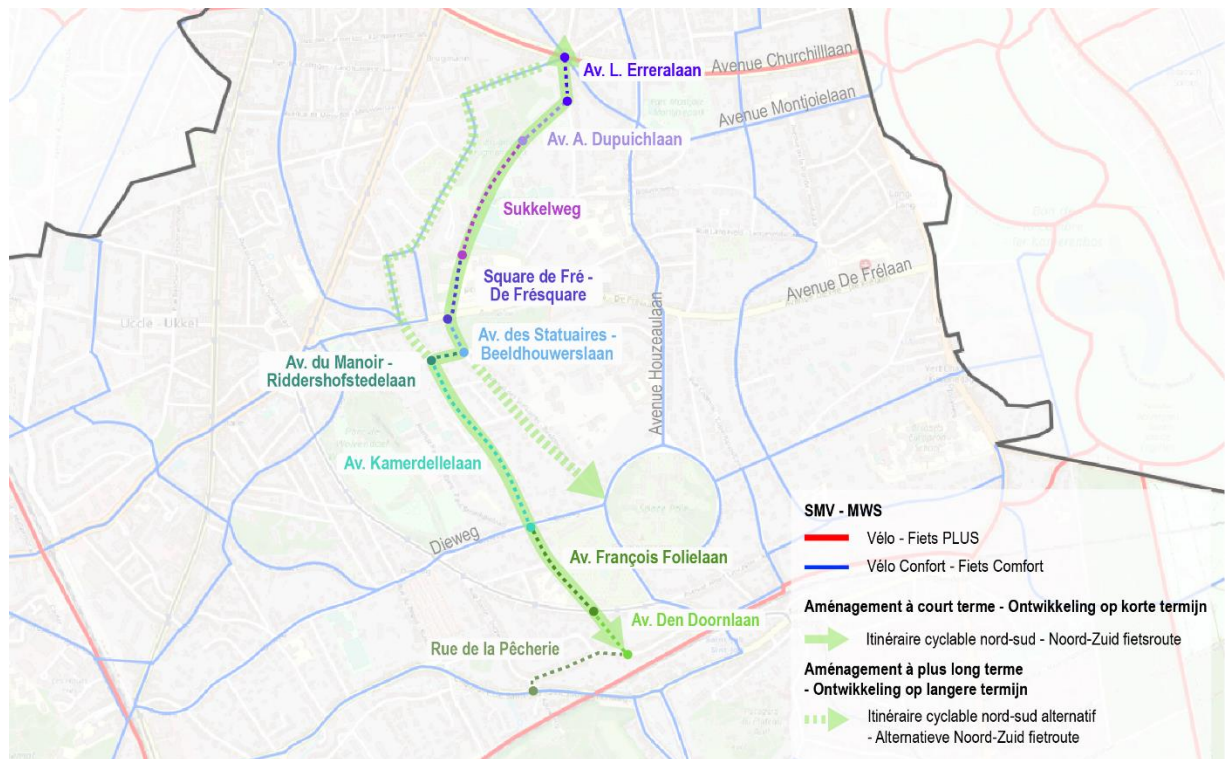 Avenue Churchilllaan
Av. L. Erreralaan
Avenue Montjoielaan
Av. A. Dupuichlaan
Sukkelweg
Square de Fré -
De Frésquare
Avenue De Frélaan
Uccle - Ukkel
Av. des Statuaires -
Beeldhouwerslaan
Avenue Houzeaulaan
Av. du Manoir -
Riddershofstedelaan
Av. Kamerdellelaan
Dieweg
Av. François Folielaan
Av. Den Doornlaan
Rue de la Pêcherie
SMV - MWS
Vélo - Fiets PLUS
Vélo Confort - Fiets Comfort
Aménagement à court terme - Ontwikkeling op korte termijn
Itinéraire cyclable nord-sud - Noord-Zuid fietsroute
Aménagement à plus long terme
- Ontwikkeling op langere termijn
Itinéraire cyclable nord-sud alternatif
- Alternatieve Noord-Zuid fietroute